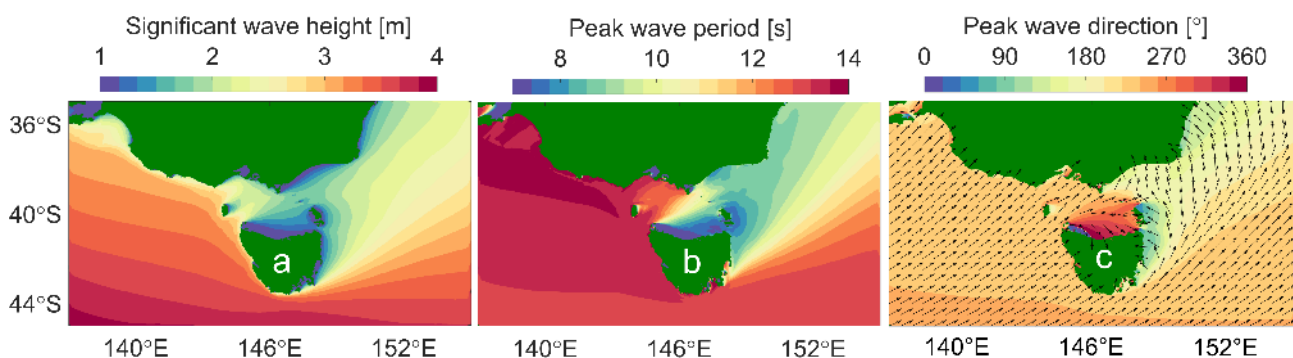 Significant wave height [m] Peak wave period [s] Peak wave direction [°]
1 2 3 4 8 10 12 14 0 90 180 270 360
36°S
40°S
a b c
44°S
140°E 146°E 152°E 140°E 146°E 152°E 140°E 146°E 152°E